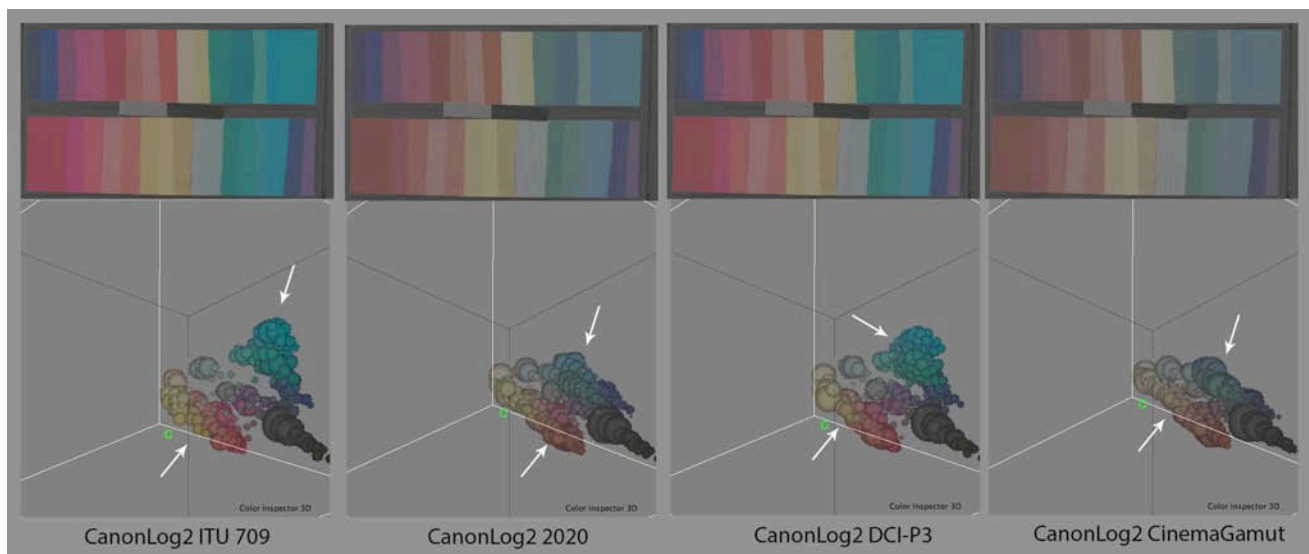 G
G
G
G
Color Inspector 3D
Color Inspector 3D
Color Inspector 3D
Color Inspector 3D
CanonLog2 ITU 709
CanonLog2 2020
CanonLog2 DCI-P3
CanonLog2 CinemaGamut